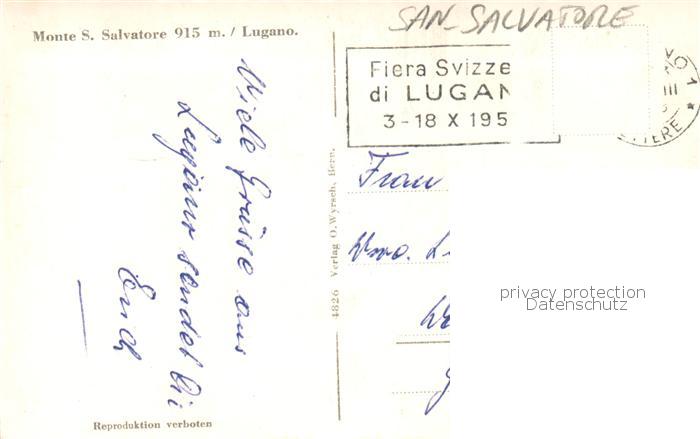 SAN SALVATORE
Monte S. Salvatore 915 m. / Lugano.
Fiera Svizze
di LUGAN
3-18 X 195
TTERE
Viele Grüsse aus
Lugano sendet Dir
4826 Verlag O. Wyrsch, Bern.
Frau
privacy protection
Datenschutz
Reproduktion verboten